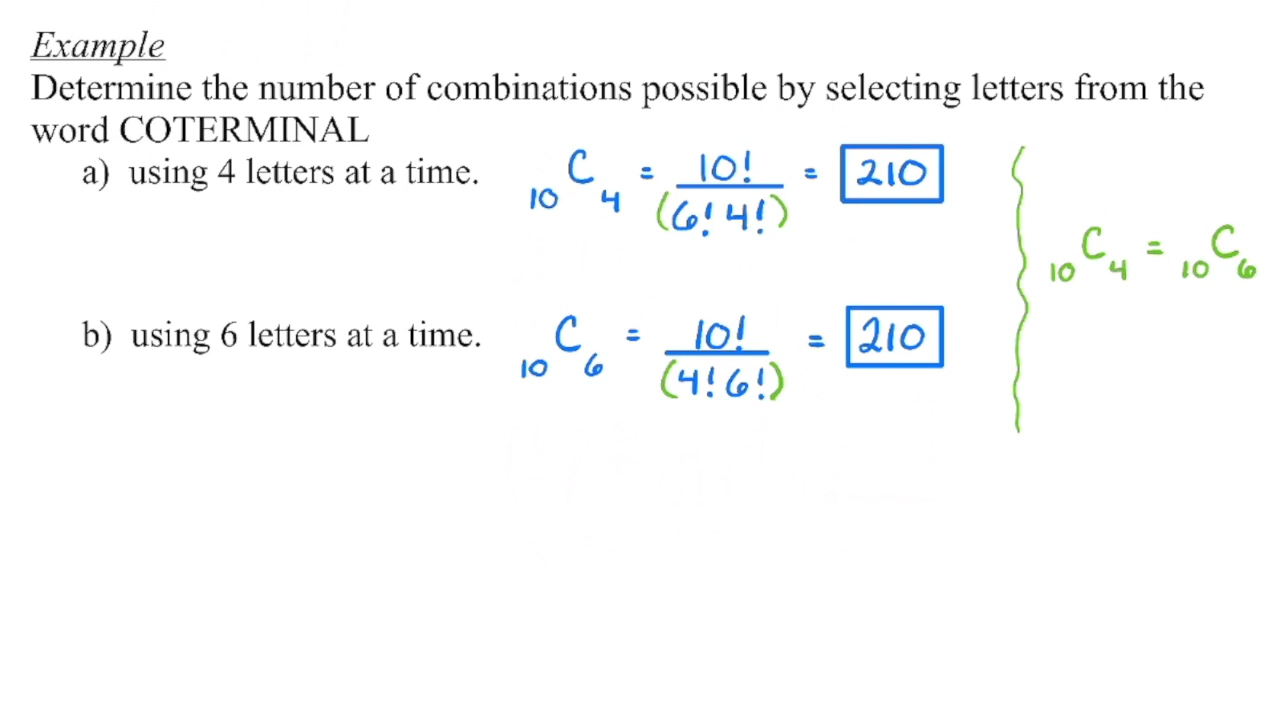 Example
Determine the number of combinations possible by selecting letters from the
word COTERMINAL
a) using 4 letters at a time. ₁₀C₄ = 10! / (6! 4!) = 210
₁₀C₄ = ₁₀C₆
b) using 6 letters at a time. ₁₀C₆ = 10! / (4! 6!) = 210